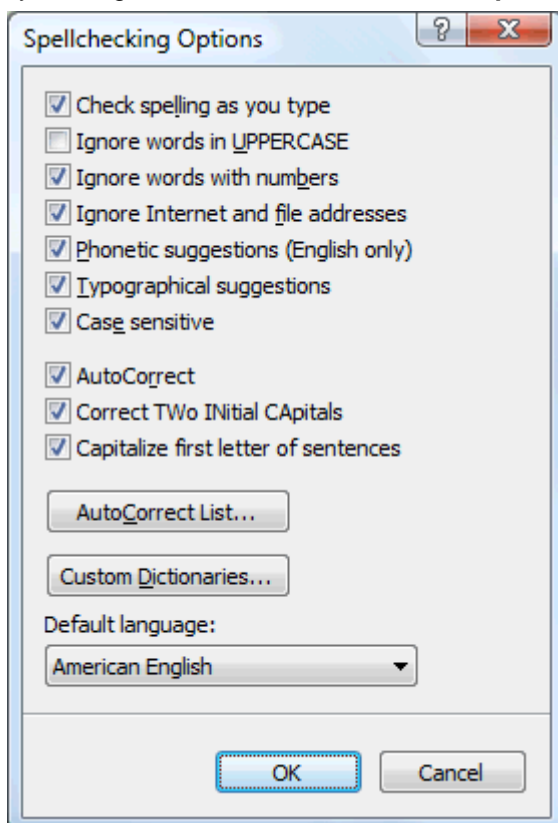 Spellchecking Options
?
Check spelling as you type
Ignore words in UPPERCASE
Ignore words with numbers
Ignore Internet and file addresses
Phonetic suggestions (English only)
Typographical suggestions
Case sensitive
AutoCorrect
Correct TWo INitial CApitals
Capitalize first letter of sentences
AutoCorrect List...
Custom Dictionaries...
Default language:
American English
OK Cancel